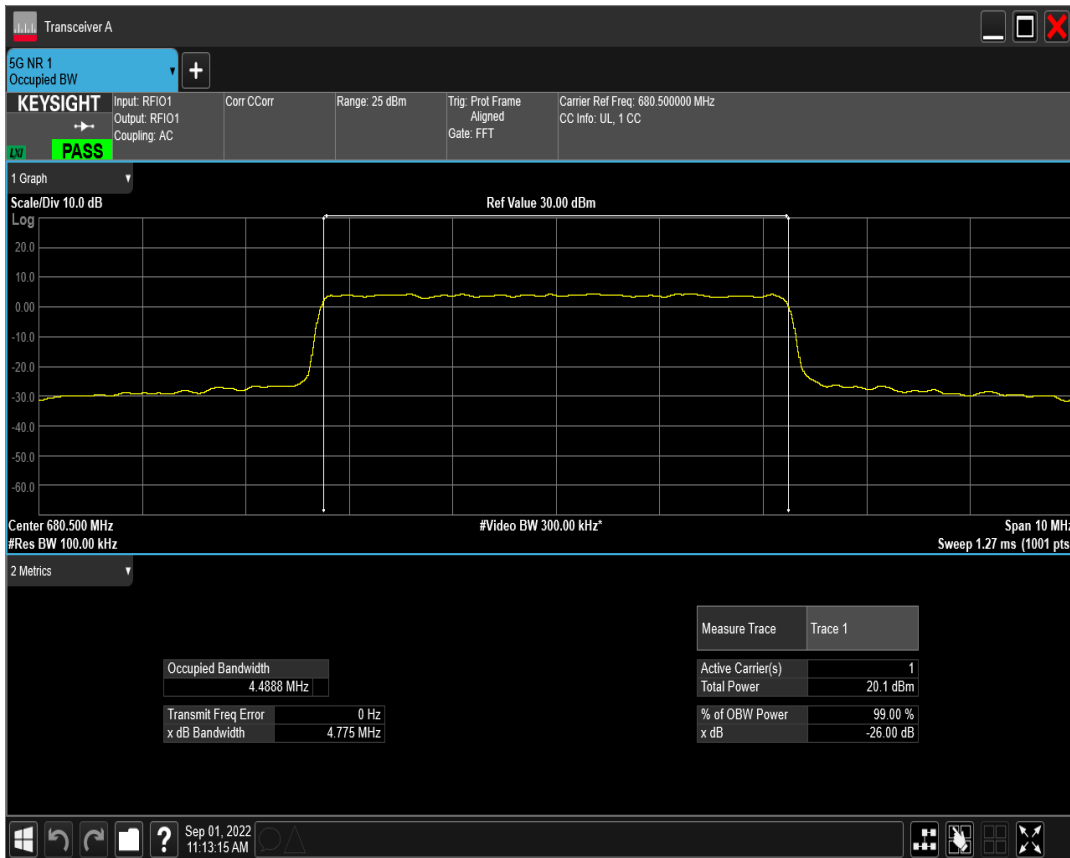 Transceiver A
5G NR 1
Occupied BW
+
KEYSIGHT
LXI
PASS
Input: RFIO1
Output: RFIO1
Coupling: AC
Corr CCorr
Range: 25 dBm
Trig: Prot Frame
Aligned
Gate: FFT
Carrier Ref Freq: 680.500000 MHz
CC Info: UL, 1 CC
1 Graph
Scale/Div 10.0 dB
Ref Value 30.00 dBm
Log
20.0
10.0
0.00
-10.0
-20.0
-30.0
-40.0
-50.0
-60.0
Center 680.500 MHz
#Video BW 300.00 kHz*
Span 10 MHz
#Res BW 100.00 kHz
Sweep 1.27 ms (1001 pts
2 Metrics
Measure Trace Trace 1
Occupied Bandwidth
4.4888 MHz
Active Carrier(s) 1
Total Power 20.1 dBm
Transmit Freq Error 0 Hz
x dB Bandwidth 4.775 MHz
% of OBW Power 99.00 %
x dB -26.00 dB
?
Sep 01, 2022
11:13:15 AM